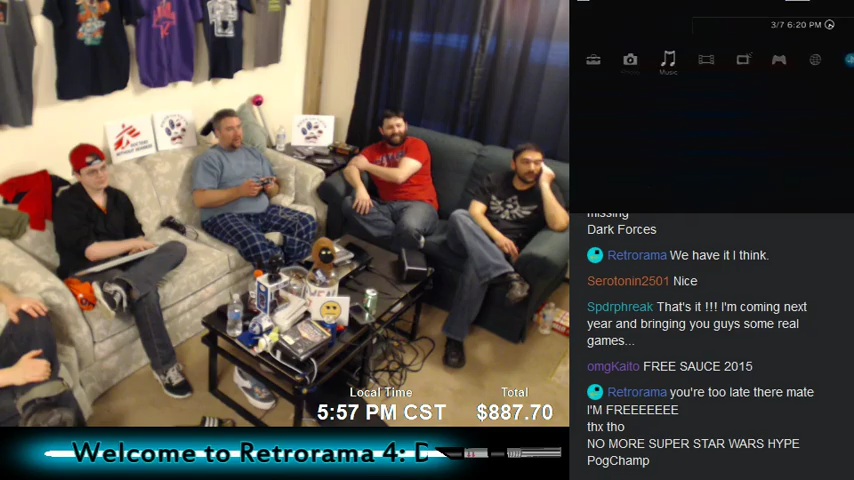 3/7 6:20 PM
Music
missing
Dark Forces
Retrorama We have it I think.
Serotonin2501 Nice
Spdrphreak That's it !!! I'm coming next
year and bringing you guys some real
games...
omgKaito FREE SAUCE 2015
Retrorama you're too late there mate
I'M FREEEEEEE
thx tho
NO MORE SUPER STAR WARS HYPE
PogChamp
Local Time
5:57 PM CST
Total
$887.70
Welcome to Retrorama 4: D